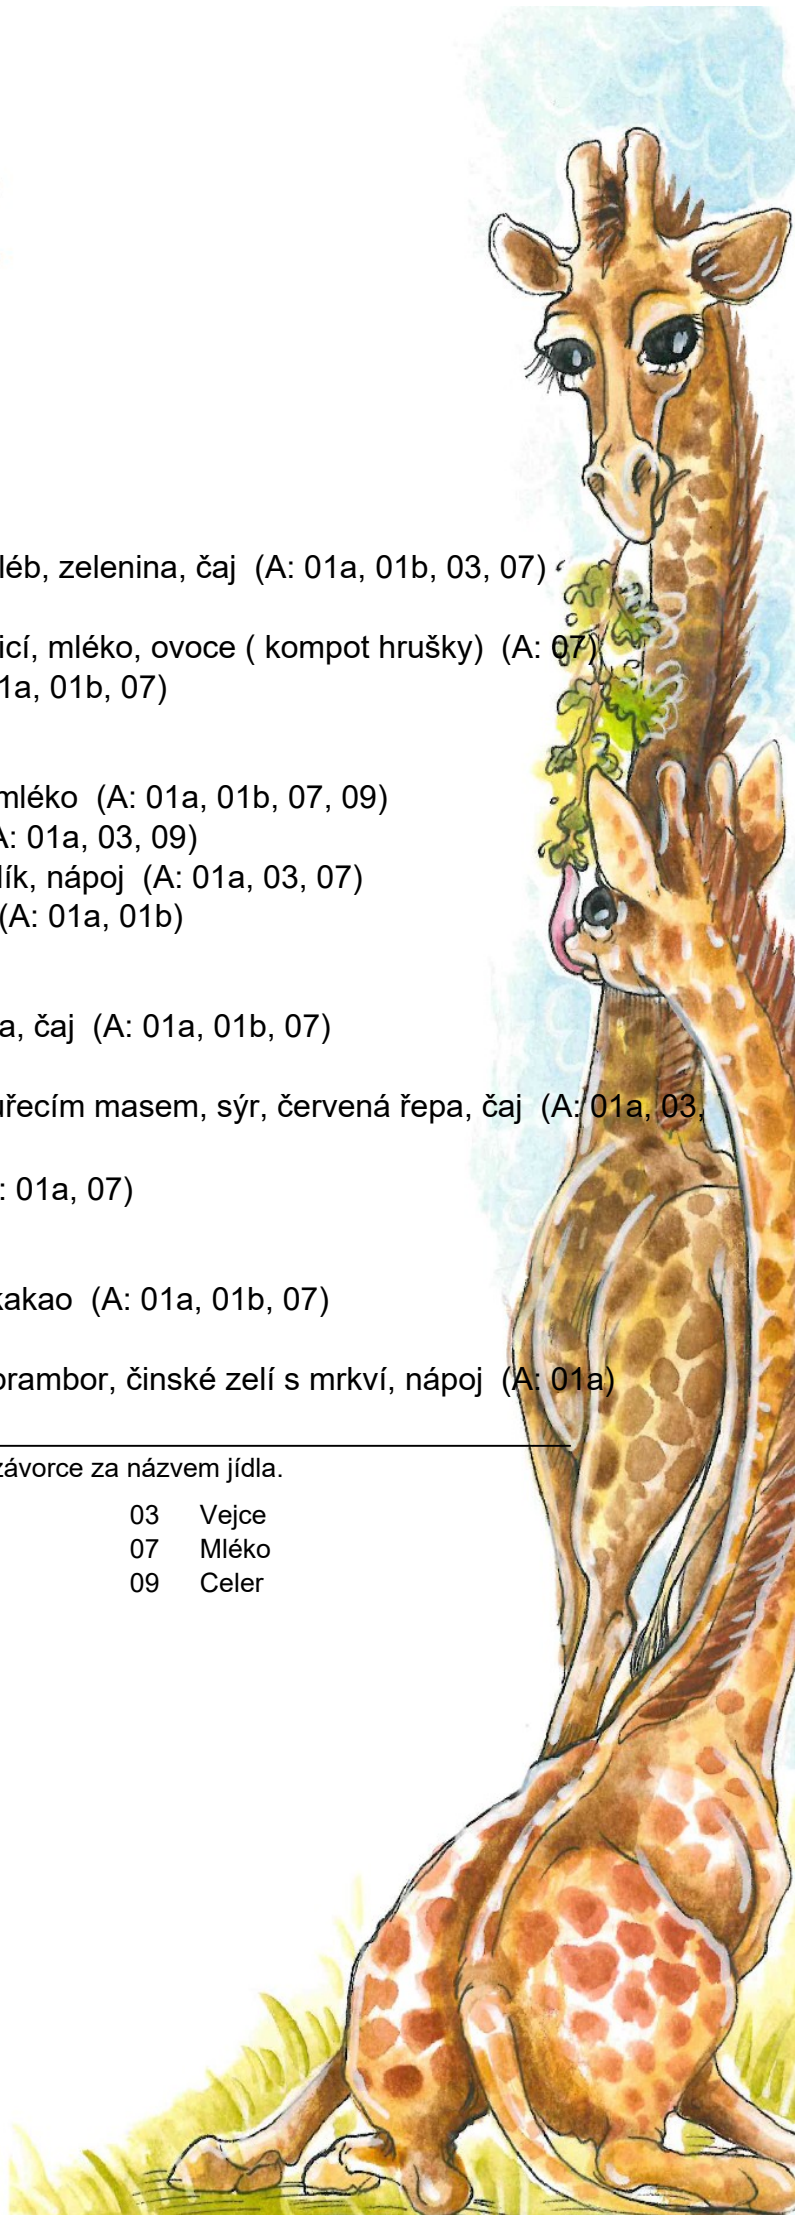 léb, zelenina, čaj (A: 01a, 01b, 03, 07)
icí, mléko, ovoce ( kompot hrušky) (A: 07)
1a, 01b, 07)
mléko (A: 01a, 01b, 07, 09)
A: 01a, 03, 09)
lík, nápoj (A: 01a, 03, 07)
(A: 01a, 01b)
a, čaj (A: 01a, 01b, 07)
uřecím masem, sýr, červená řepa, čaj (A: 01a, 03,
: 01a, 07)
kakao (A: 01a, 01b, 07)
brambor, činské zelí s mrkví, nápoj (A: 01a)
závorce za názvem jídla.
03 Vejce
07 Mléko
09 Celer